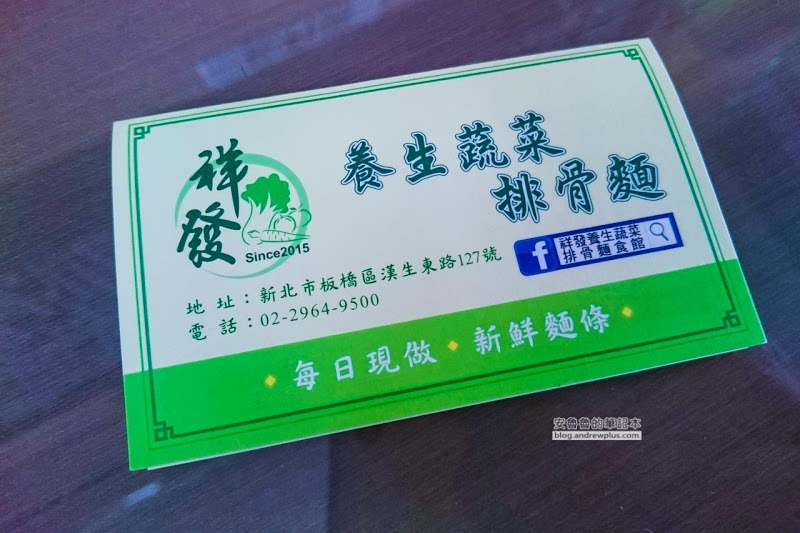 祥發
Since2015
養生蔬菜
排骨麵
祥發養生蔬菜
排骨麵食館
地址：新北市板橋區漢生東路127號
電話：02-2964-9500
每日現做 新鮮麵條
安魯魯的筆記本
blog.andrewplus.com